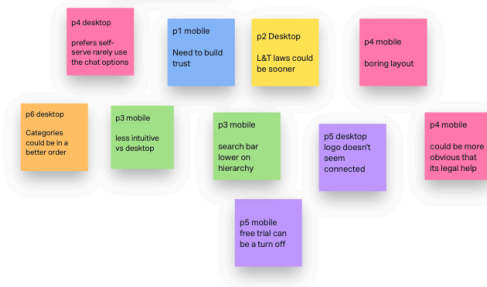 p4 desktop
prefers self-
serve rarely use
the chat options
p1 mobile
Need to build
trust
p2 Desktop
L&T laws could
be sooner
p4 mobile
boring layout
p6 desktop
Categories
could be in a
better order
p3 mobile
less intuitive
vs desktop
p3 mobile
search bar
lower on
hierarchy
p5 desktop
logo doesn't
seem
connected
p4 mobile
could be more
obvious that
its legal help
p5 mobile
free trial can
be a turn off